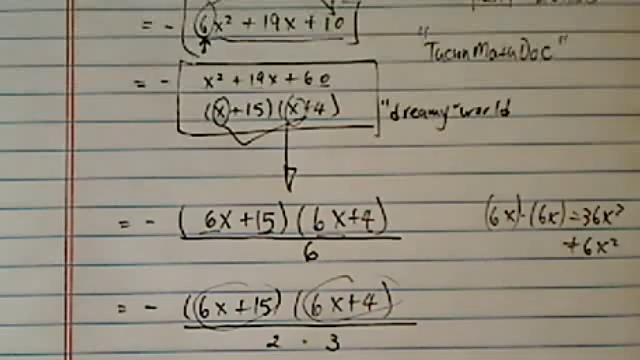 = - [6x² + 19x + 10]
"TucunMathDoc"
= - x² + 19x + 60
(x+15)(x+4) "dreamy"world
= - (6x+15)(6x+4)
6
(6x)·(6x) = 36x²
≠6x²
= - ((6x+15))((6x+4))
2 · 3